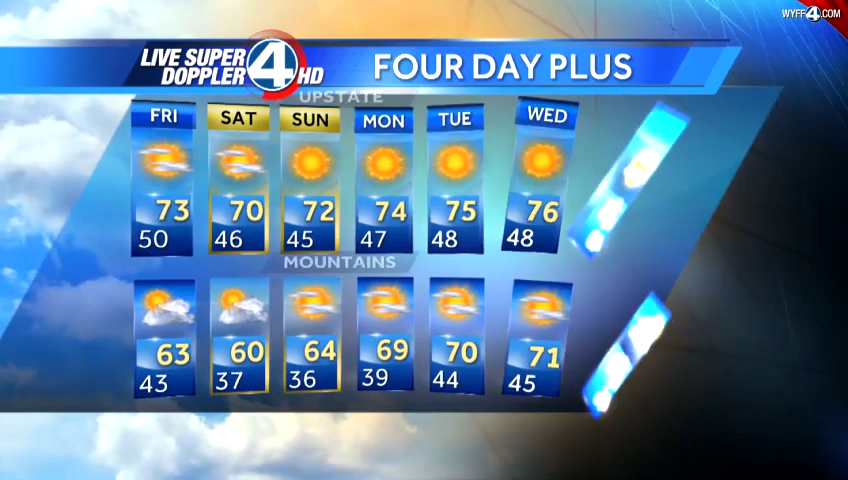 WYFF4.COM
LIVE SUPER
DOPPLER 4 HD
FOUR DAY PLUS
UPSTATE
FRI SAT SUN MON TUE WED
73 70 72 74 75 76
50 46 45 47 48 48
MOUNTAINS
63 60 64 69 70 71
43 37 36 39 44 45